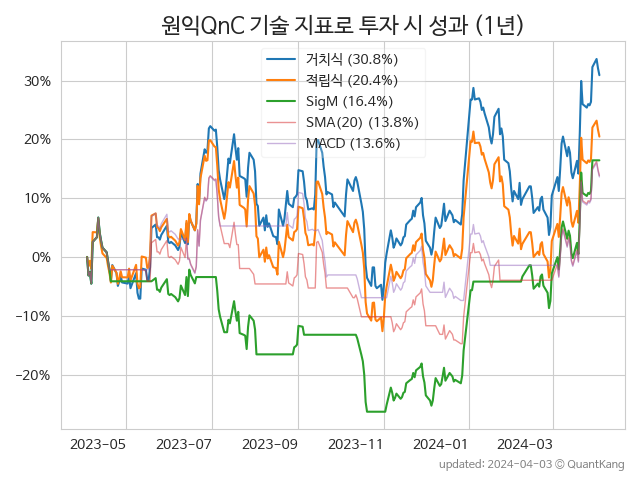 원익QnC 기술 지표로 투자 시 성과 (1년)
거치식 (30.8%)
적립식 (20.4%)
SigM (16.4%)
SMA(20) (13.8%)
MACD (13.6%)
30%
20%
10%
0%
−10%
−20%
2023-05 2023-07 2023-09 2023-11 2024-01 2024-03
updated: 2024-04-03 © QuantKang